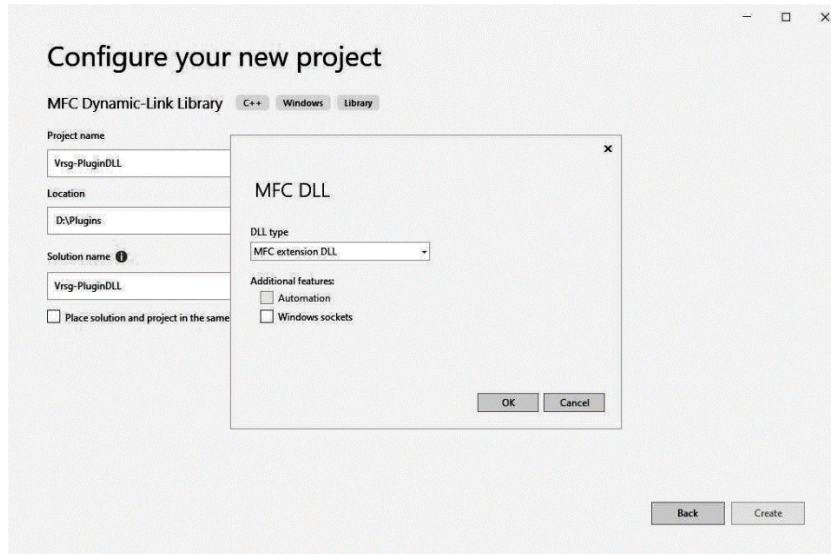 Configure your new project
MFC Dynamic-Link Library C++ Windows Library
Project name
Vrsg-PluginDLL
Location
D:\Plugins
Solution name
Vrsg-PluginDLL
Place solution and project in the same
MFC DLL
DLL type
MFC extension DLL
Additional features:
Automation
Windows sockets
OK Cancel
Back Create